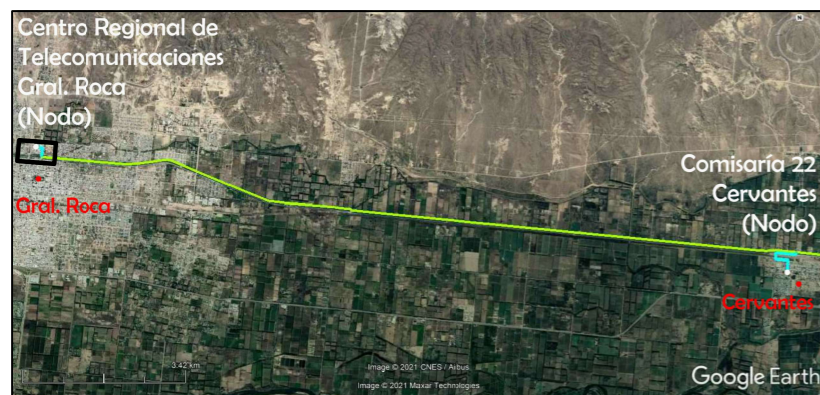 Centro Regional de
Telecomunicaciones
Gral. Roca
(Nodo)
Gral. Roca
Comisaría 22
Cervantes
(Nodo)
Cervantes
3.42 km
Image © 2021 CNES / Airbus
Image © 2021 Maxar Technologies
Google Earth